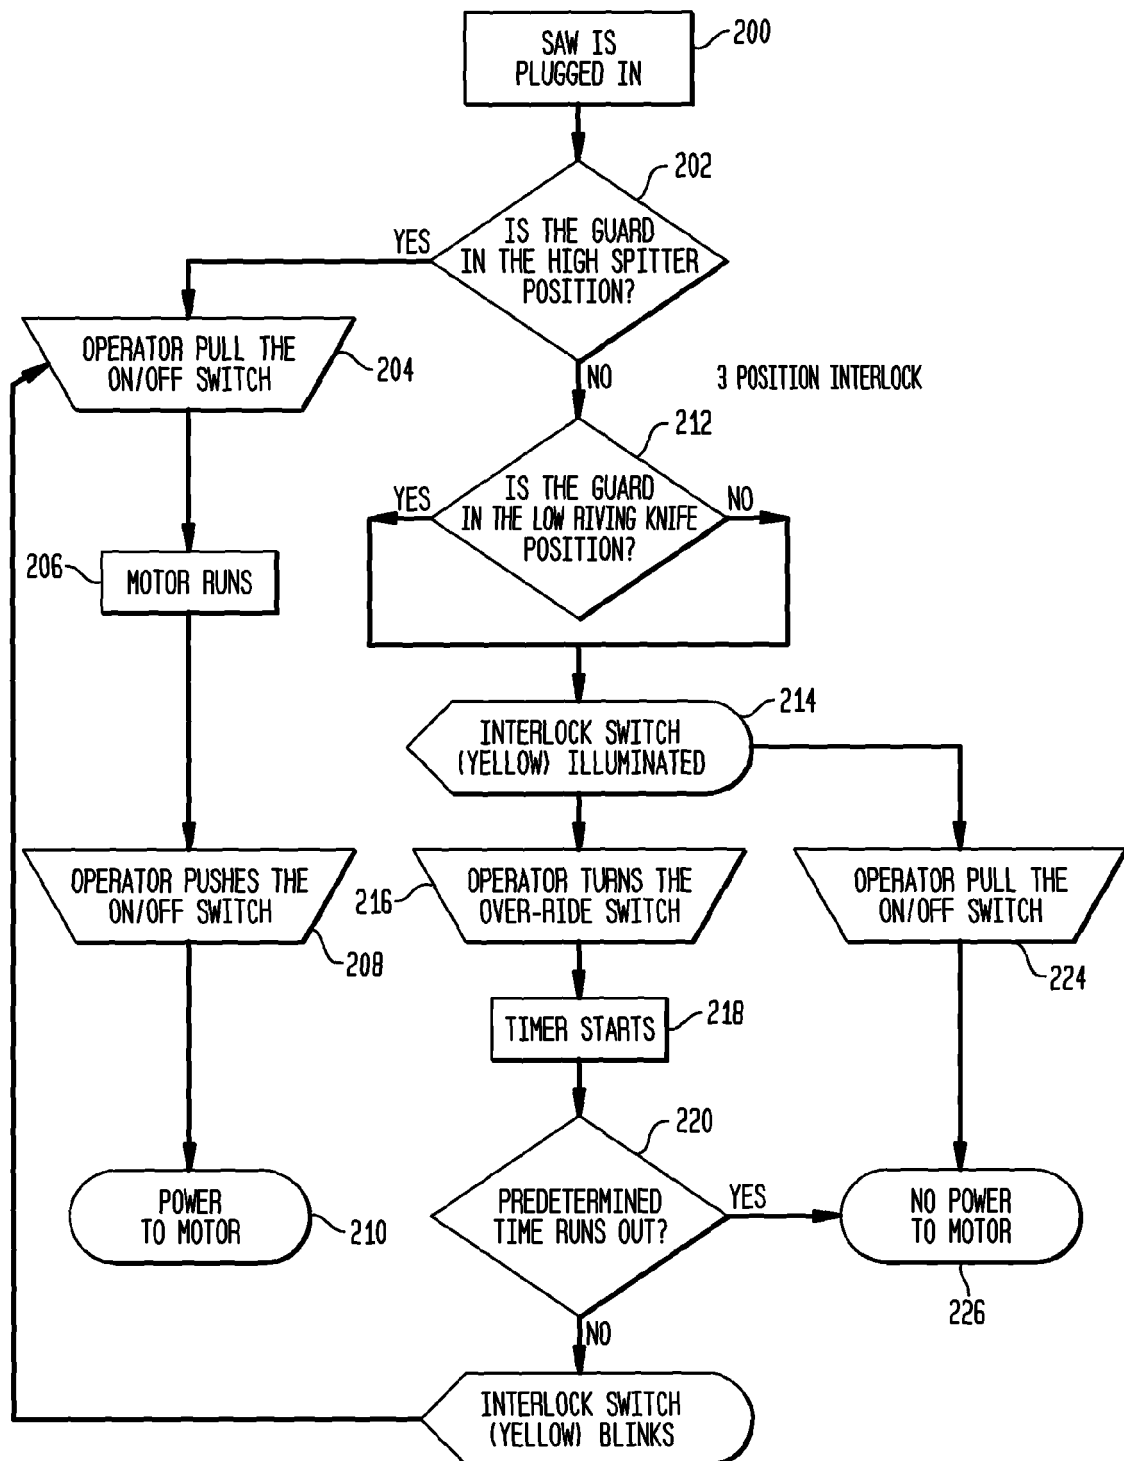 SAW IS
PLUGGED IN
200
202
IS THE GUARD
IN THE HIGH SPITTER
POSITION?
YES
NO
OPERATOR PULL THE
ON/OFF SWITCH
204
3 POSITION INTERLOCK
212
IS THE GUARD
IN THE LOW RIVING KNIFE
POSITION?
YES
NO
206
MOTOR RUNS
214
INTERLOCK SWITCH
(YELLOW) ILLUMINATED
OPERATOR PUSHES THE
ON/OFF SWITCH
208
216
OPERATOR TURNS THE
OVER-RIDE SWITCH
OPERATOR PULL THE
ON/OFF SWITCH
224
TIMER STARTS
218
220
PREDETERMINED
TIME RUNS OUT?
YES
NO
POWER
TO MOTOR
210
NO POWER
TO MOTOR
226
INTERLOCK SWITCH
(YELLOW) BLINKS